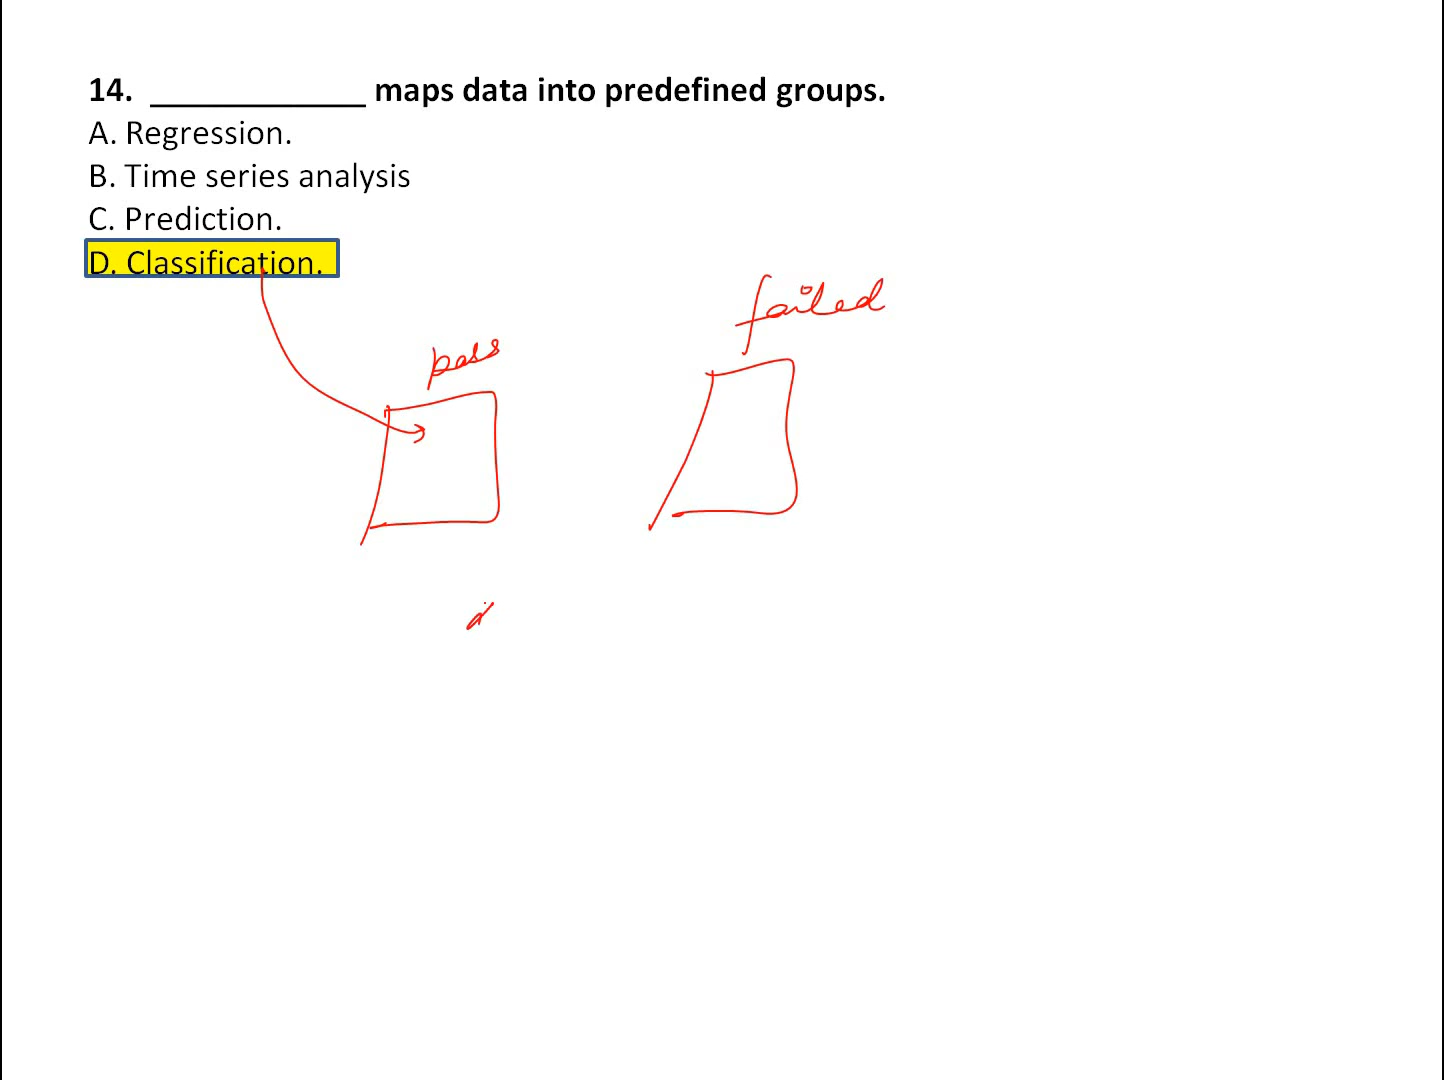 14. _____________ maps data into predefined groups.
A. Regression.
B. Time series analysis
C. Prediction.
D. Classification.
failed
pass